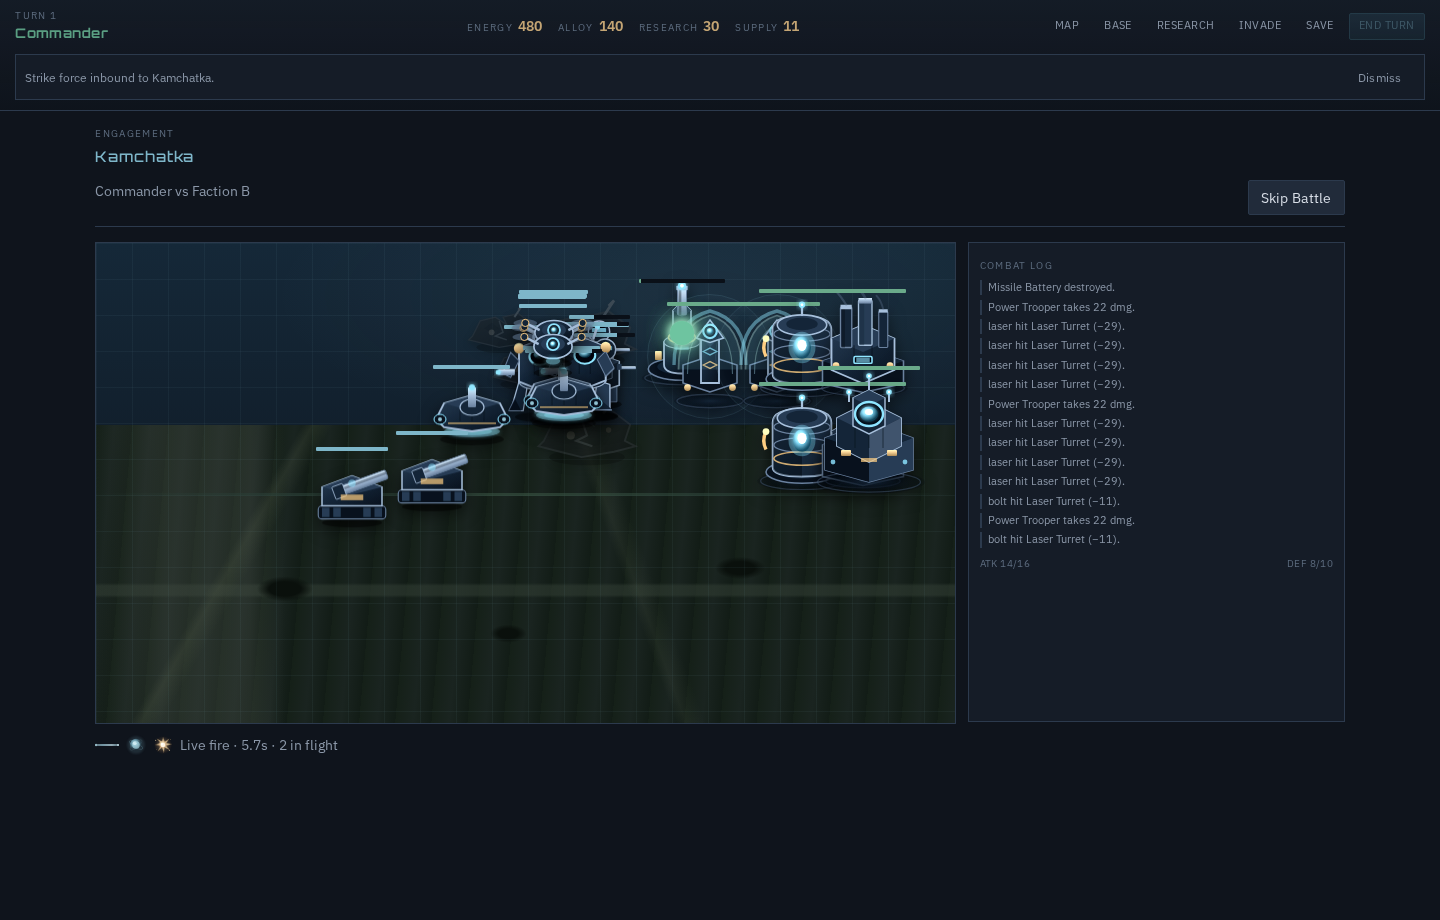 TURN 1
Commander
ENERGY 480 ALLOY 140 RESEARCH 30 SUPPLY 11
MAP BASE RESEARCH INVADE SAVE END TURN
Strike force inbound to Kamchatka. Dismiss
ENGAGEMENT
Kamchatka
Commander vs Faction B
Skip Battle
COMBAT LOG
Missile Battery destroyed.
Power Trooper takes 22 dmg.
laser hit Laser Turret (−29).
laser hit Laser Turret (−29).
laser hit Laser Turret (−29).
laser hit Laser Turret (−29).
Power Trooper takes 22 dmg.
laser hit Laser Turret (−29).
laser hit Laser Turret (−29).
laser hit Laser Turret (−29).
laser hit Laser Turret (−29).
bolt hit Laser Turret (−11).
Power Trooper takes 22 dmg.
bolt hit Laser Turret (−11).
ATK 14/16 DEF 8/10
Live fire · 5.7s · 2 in flight